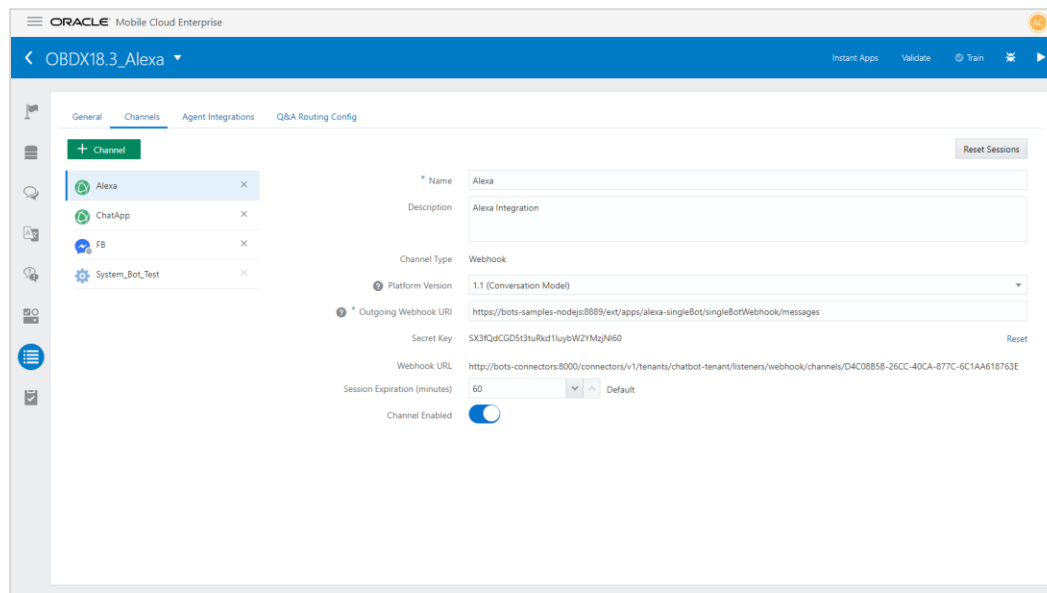 ORACLE Mobile Cloud Enterprise
AC
OBDX18.3_Alexa
Instant Apps Validate Train
General Channels Agent Integrations Q&A Routing Config
+ Channel
Reset Sessions
Alexa
ChatApp
FB
System_Bot_Test
* Name Alexa
Description Alexa Integration
Channel Type Webhook
Platform Version 1.1 (Conversation Model)
* Outgoing Webhook URI https://bots-samples-nodejs:8889/ext/apps/alexa-singleBot/singleBotWebhook/messages
Secret Key SX3fQdCGD5t3tuRkd1IuybW2YMzjNI60 Reset
Webhook URL http://bots-connectors:8000/connectors/v1/tenants/chatbot-tenant/listeners/webhook/channels/D4C08B5B-26CC-40CA-877C-6C1AA618763E
Session Expiration (minutes) 60 Default
Channel Enabled